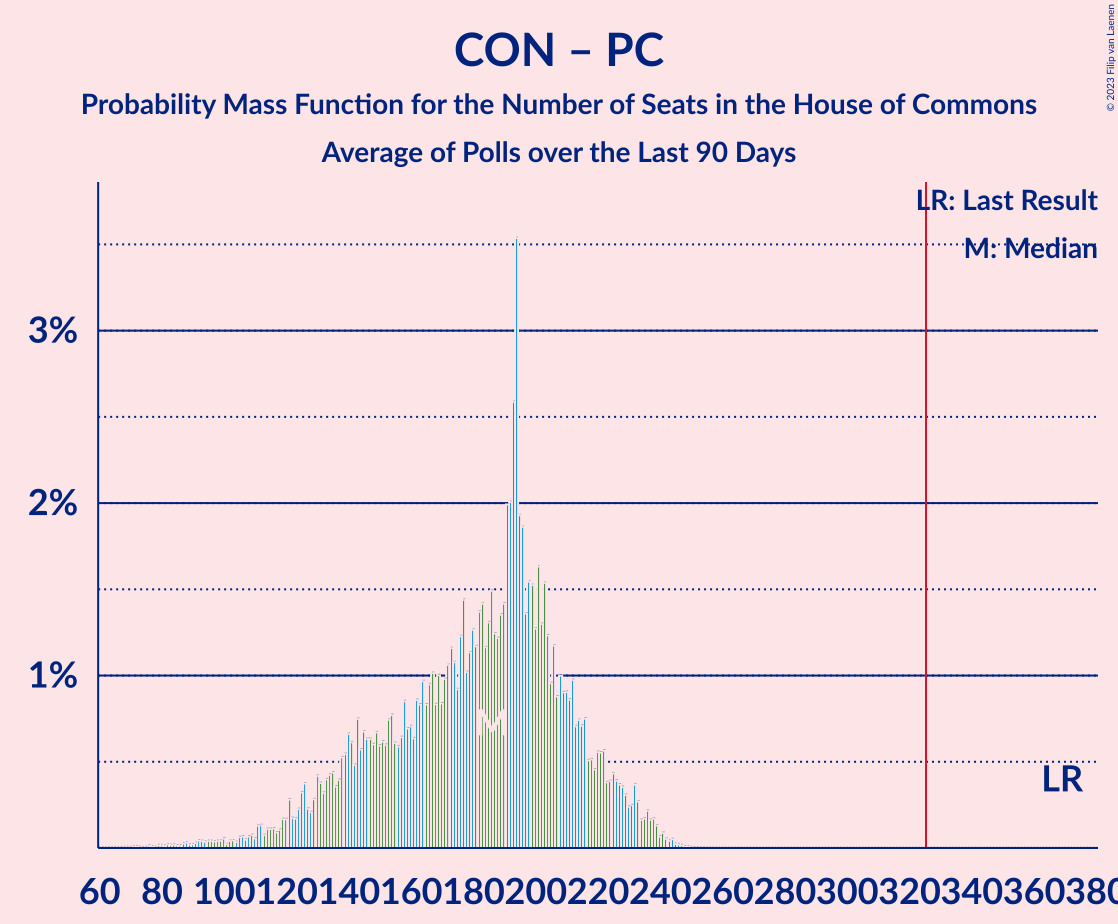 CON – PC
Probability Mass Function for the Number of Seats in the House of Commons
Average of Polls over the Last 90 Days
© 2023 Filip van Laenen
LR: Last Result
M: Median
3%
2%
1%
M
LR
60 80 100 120 140 160 180 200 220 240 260 280 300 320 340 360 380